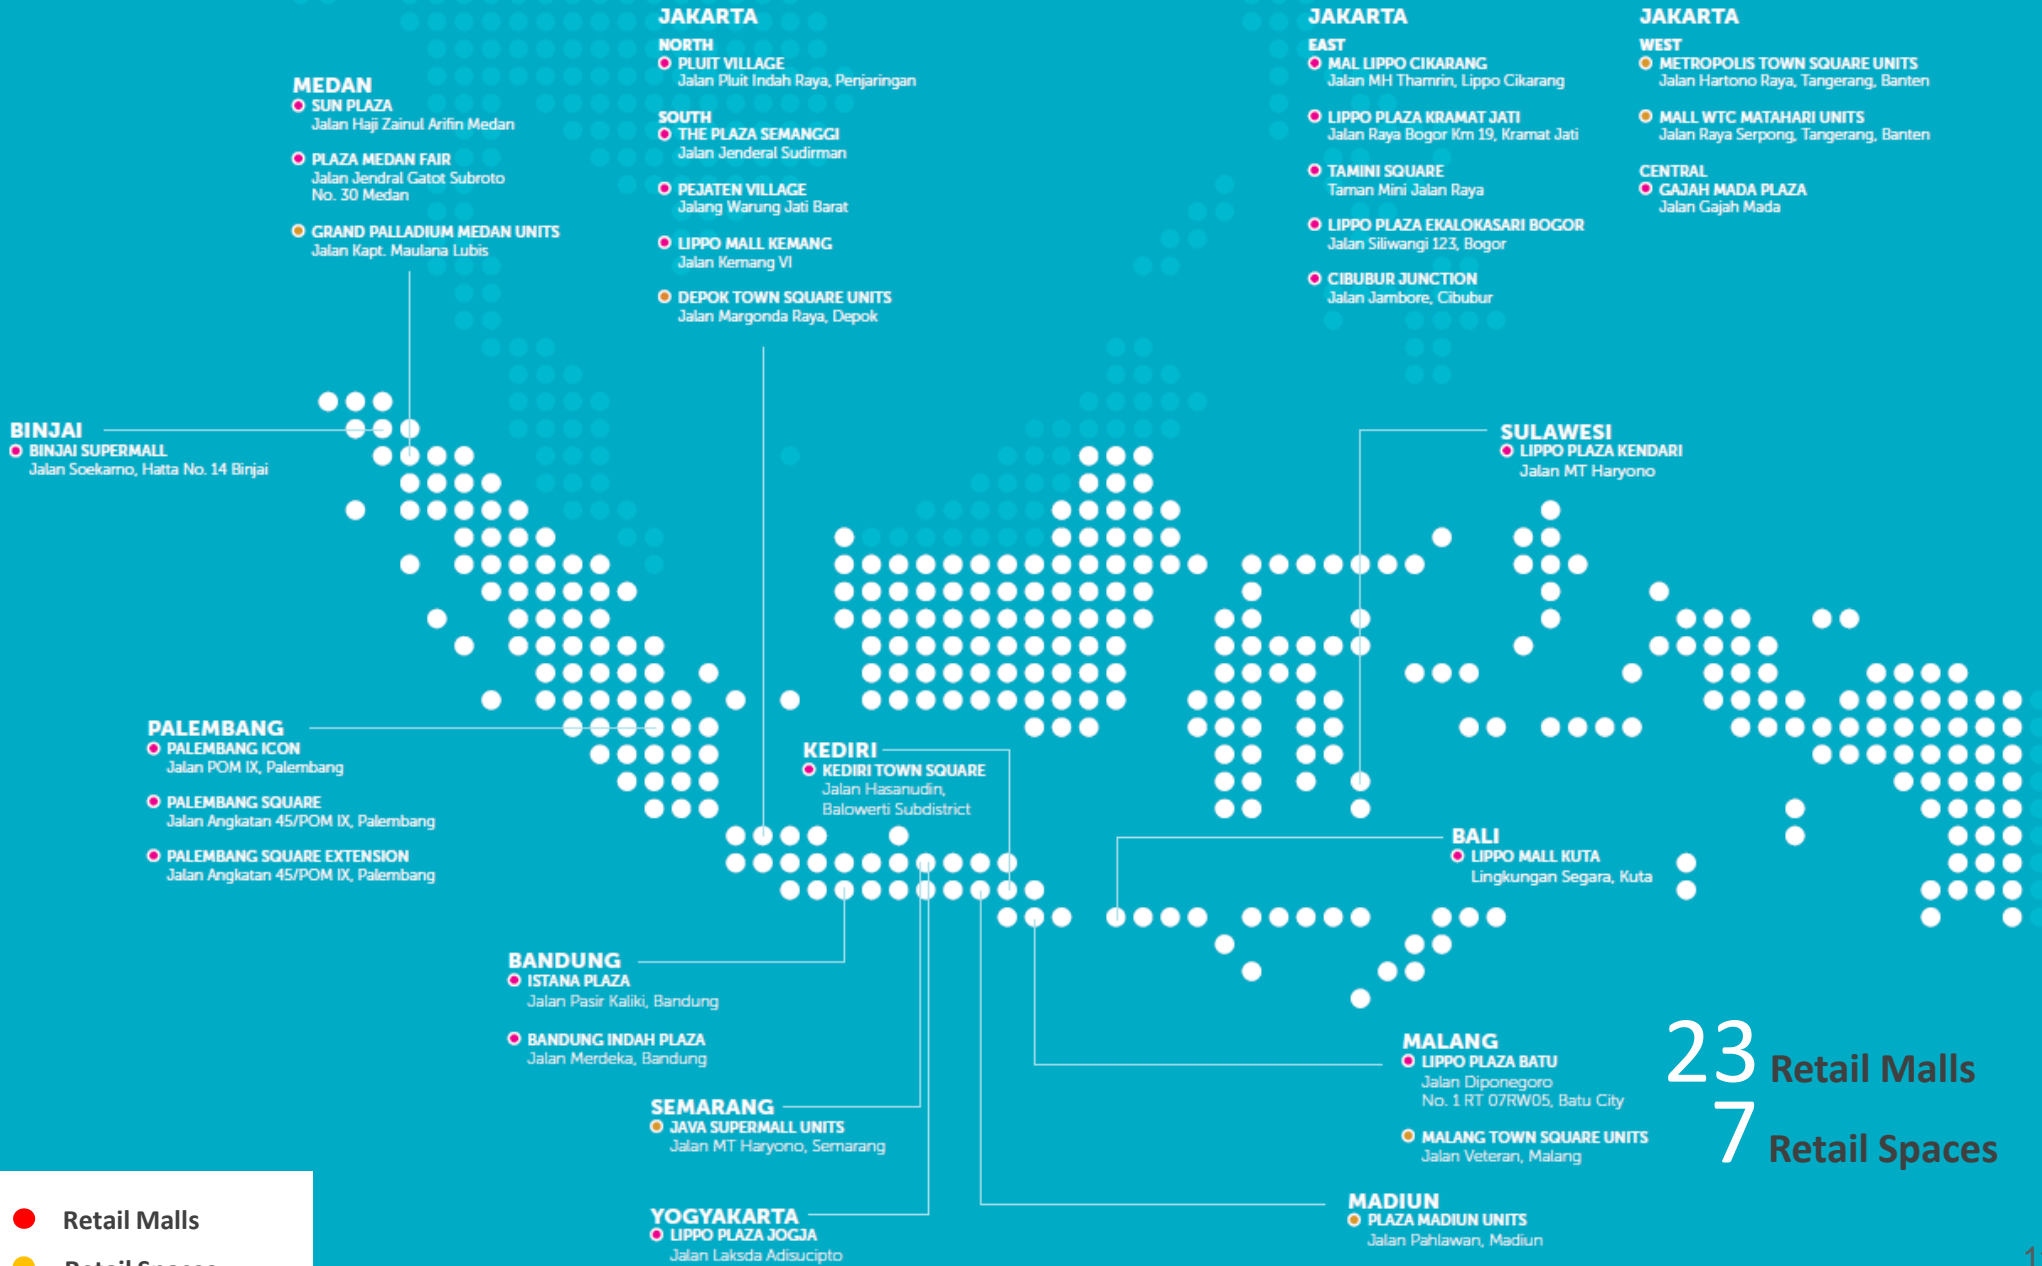 JAKARTA
NORTH
PLUIT VILLAGE
Jalan Pluit Indah Raya, Penjaringan
SOUTH
THE PLAZA SEMANGGI
Jalan Jenderal Sudirman
PEJATEN VILLAGE
Jalang Warung Jati Barat
LIPPO MALL KEMANG
Jalan Kemang VI
DEPOK TOWN SQUARE UNITS
Jalan Margonda Raya, Depok
JAKARTA
EAST
MAL LIPPO CIKARANG
Jalan MH Thamrin, Lippo Cikarang
LIPPO PLAZA KRAMAT JATI
Jalan Raya Bogor Km 19, Kramat Jati
TAMINI SQUARE
Taman Mini Jalan Raya
LIPPO PLAZA EKALOKASARI BOGOR
Jalan Siliwangi 123, Bogor
CIBUBUR JUNCTION
Jalan Jambore, Cibubur
JAKARTA
WEST
METROPOLIS TOWN SQUARE UNITS
Jalan Hartono Raya, Tangerang, Banten
MALL WTC MATAHARI UNITS
Jalan Raya Serpong, Tangerang, Banten
CENTRAL
GAJAH MADA PLAZA
Jalan Gajah Mada
MEDAN
SUN PLAZA
Jalan Haji Zainul Arifin Medan
PLAZA MEDAN FAIR
Jalan Jendral Gatot Subroto
No. 30 Medan
GRAND PALLADIUM MEDAN UNITS
Jalan Kapt. Maulana Lubis
BINJAI
BINJAI SUPERMALL
Jalan Soekarno, Hatta No. 14 Binjai
SULAWESI
LIPPO PLAZA KENDARI
Jalan MT Haryono
PALEMBANG
PALEMBANG ICON
Jalan POM IX, Palembang
PALEMBANG SQUARE
Jalan Angkatan 45/POM IX, Palembang
PALEMBANG SQUARE EXTENSION
Jalan Angkatan 45/POM IX, Palembang
KEDIRI
KEDIRI TOWN SQUARE
Jalan Hasanudin,
Balowerti Subdistrict
BALI
LIPPO MALL KUTA
Lingkungan Segara, Kuta
BANDUNG
ISTANA PLAZA
Jalan Pasir Kaliki, Bandung
BANDUNG INDAH PLAZA
Jalan Merdeka, Bandung
SEMARANG
JAVA SUPERMALL UNITS
Jalan MT Haryono, Semarang
YOGYAKARTA
LIPPO PLAZA JOGJA
Jalan Laksda Adisucipto
MALANG
LIPPO PLAZA BATU
Jalan Diponegoro
No. 1 RT 07RW05, Batu City
MALANG TOWN SQUARE UNITS
Jalan Veteran, Malang
MADIUN
PLAZA MADIUN UNITS
Jalan Pahlawan, Madiun
23 Retail Malls
7 Retail Spaces
Retail Malls
Retail Spaces